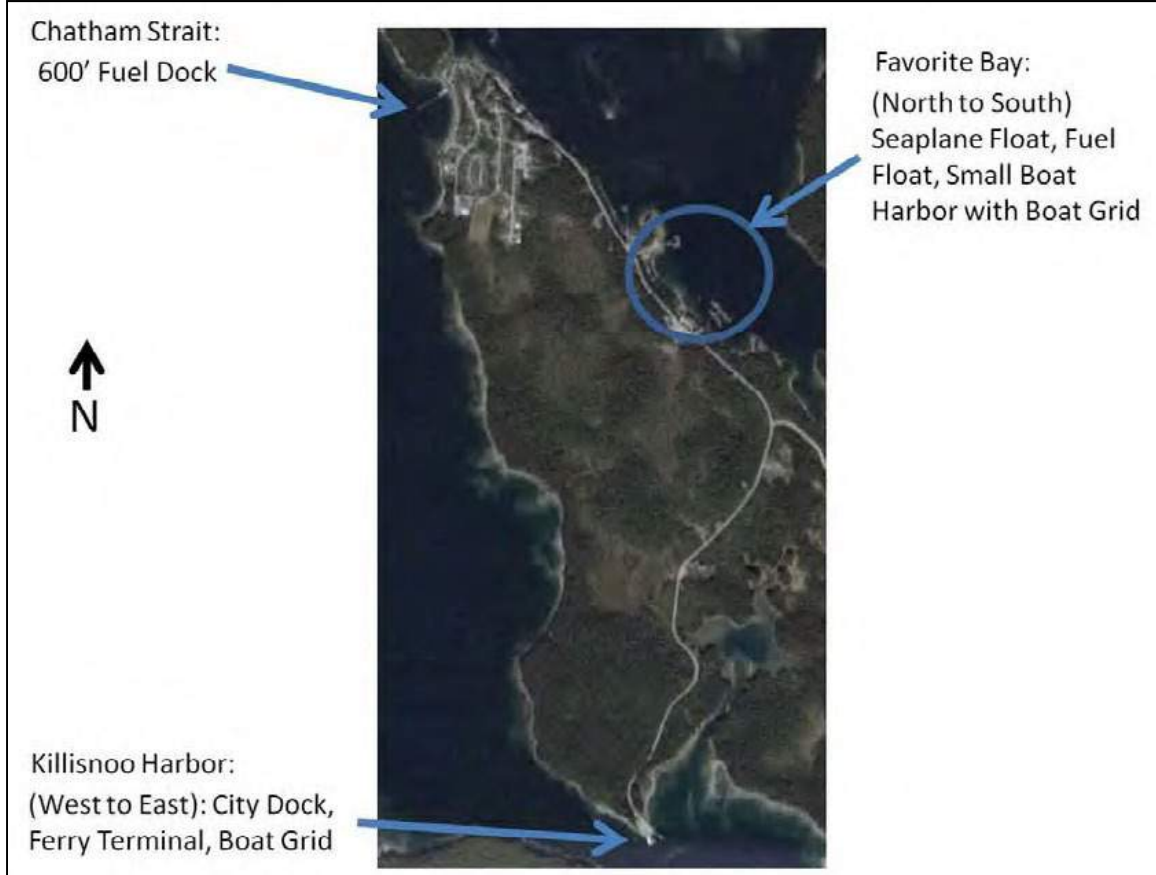 Chatham Strait:
600’ Fuel Dock
Favorite Bay:
(North to South)
Seaplane Float, Fuel
Float, Small Boat
Harbor with Boat Grid
N
Killisnoo Harbor:
(West to East): City Dock,
Ferry Terminal, Boat Grid